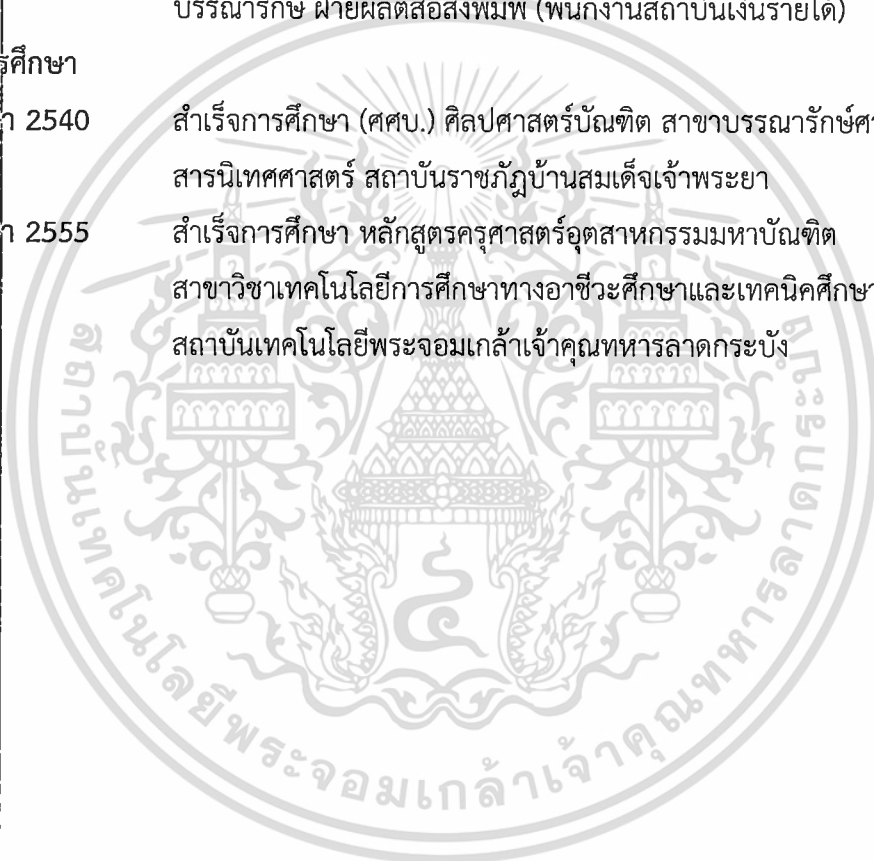 บรรณารักษ์ ฝ่ายผลิตสื่อสิ่งพิมพ์ (พนักงานสถาบันเงินรายได้)
รศึกษา
า 2540 สำเร็จการศึกษา (ศศบ.) ศิลปศาสตร์บัณฑิต สาขาบรรณารักษ์ศา
สารนิเทศศาสตร์ สถาบันราชภัฏบ้านสมเด็จเจ้าพระยา
า 2555 สำเร็จการศึกษา หลักสูตรครุศาสตร์อุตสาหกรรมมหาบัณฑิต
สาขาวิชาเทคโนโลยีการศึกษาทางอาชีวะศึกษาและเทคนิคศึกษา
สถาบันเทคโนโลยีพระจอมเกล้าเจ้าคุณทหารลาดกระบัง
สถาบันเทคโนโลยีพระจอมเกล้าเจ้าคุณทหารลาดกระบัง
๔